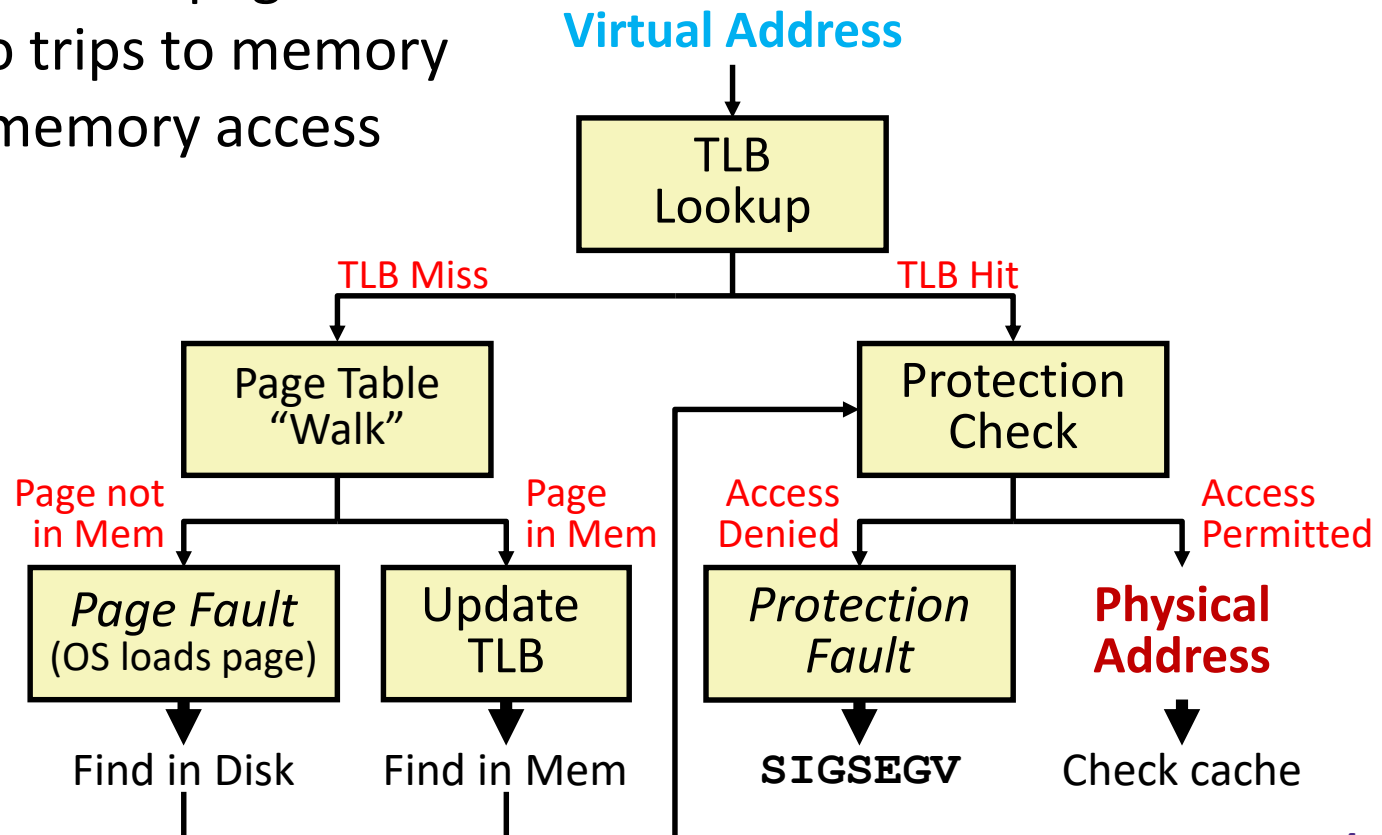 o trips to memory
memory access
Virtual Address
TLB
Lookup
TLB Miss
TLB Hit
Page Table
“Walk”
Protection
Check
Page not
in Mem
Page
in Mem
Access
Denied
Access
Permitted
Page Fault
(OS loads page)
Update
TLB
Protection
Fault
Physical
Address
Find in Disk
Find in Mem
SIGSEGV
Check cache